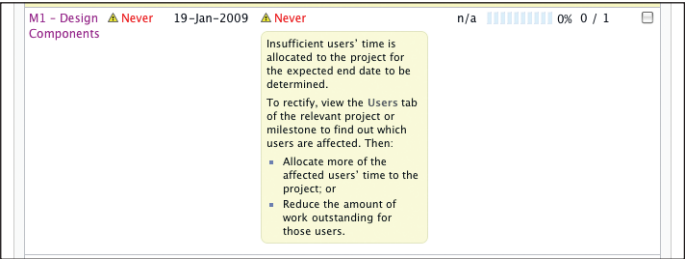 M1 - Design ⚠ Never 19-Jan-2009 ⚠ Never n/a 0% 0 / 1
Components
Insufficient users' time is
allocated to the project for
the expected end date to be
determined.
To rectify, view the Users tab
of the relevant project or
milestone to find out which
users are affected. Then:
Allocate more of the
affected users' time to the
project; or
Reduce the amount of
work outstanding for
those users.